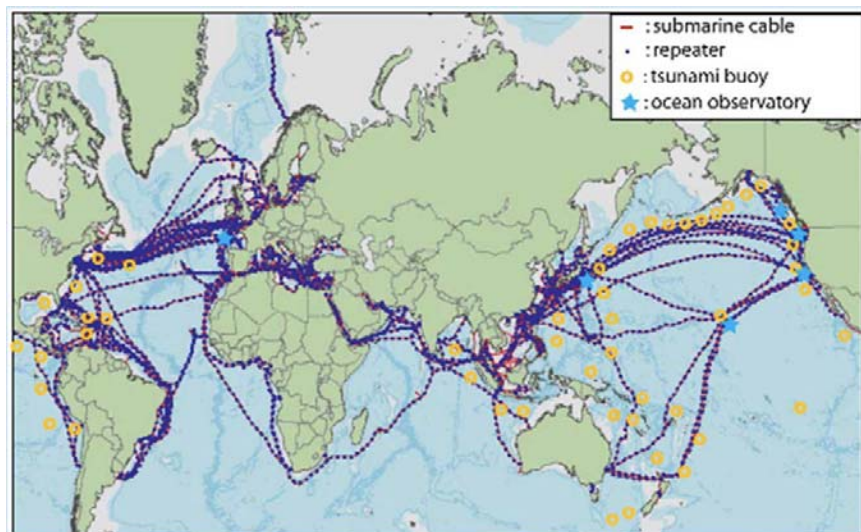 : submarine cable
: repeater
: tsunami buoy
: ocean observatory